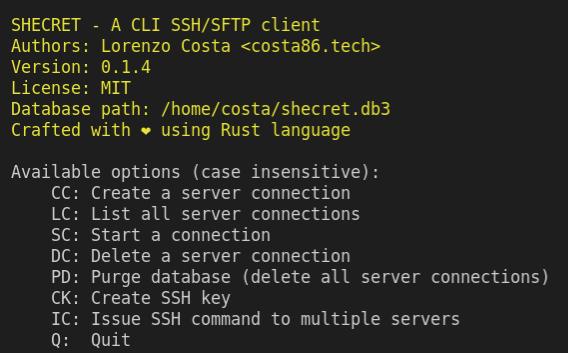 SHECRET - A CLI SSH/SFTP client
Authors: Lorenzo Costa <costa86.tech>
Version: 0.1.4
License: MIT
Database path: /home/costa/shecret.db3
Crafted with ❤ using Rust language

Available options (case insensitive):
    CC: Create a server connection
    LC: List all server connections
    SC: Start a connection
    DC: Delete a server connection
    PD: Purge database (delete all server connections)
    CK: Create SSH key
    IC: Issue SSH command to multiple servers
    Q:  Quit